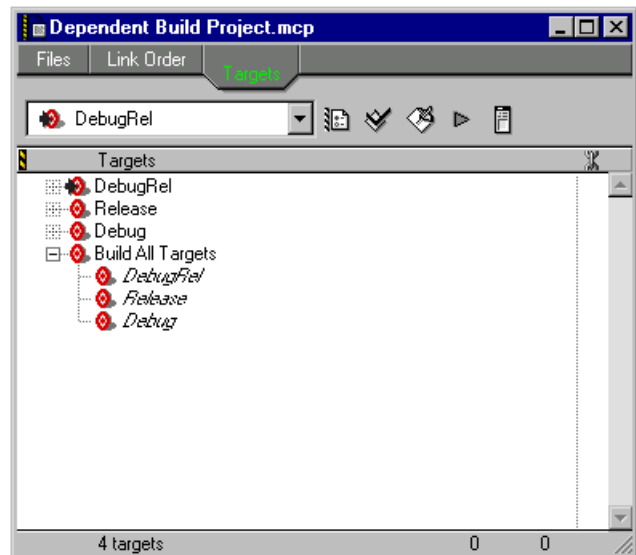 Dependent Build Project.mcp
Files Link Order Targets
DebugRel
Targets
DebugRel
Release
Debug
Build All Targets
DebugRel
Release
Debug
4 targets 0 0